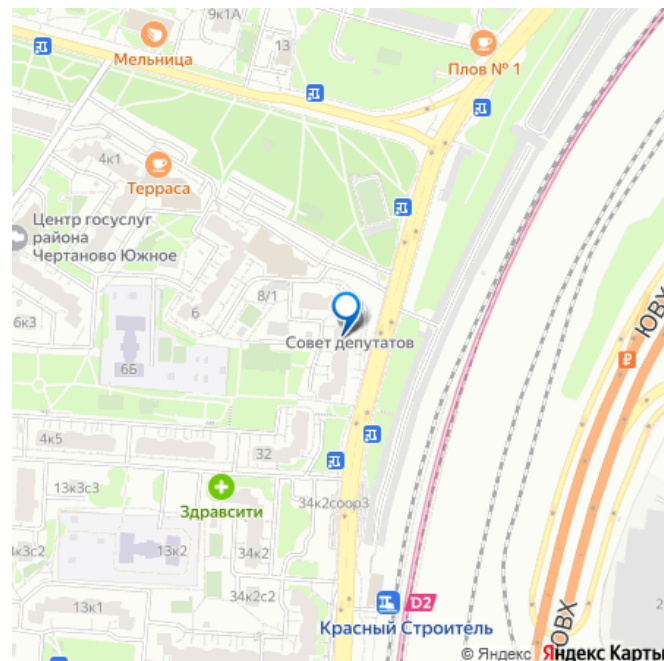 9к1А
13
Мельница
Плов № 1
4к1
Терраса
Центр госуслуг
района
Чертаново Южное
8/1
6
6к3
Совет депутатов
6Б
ЮВХ
4к5
32
13к3с3
Здравсити
34к2соор3
13к2
34к2
34к2с2
13к1
D2
Красный Строитель
ЮВХ
© Яндекс Яндекс Карты